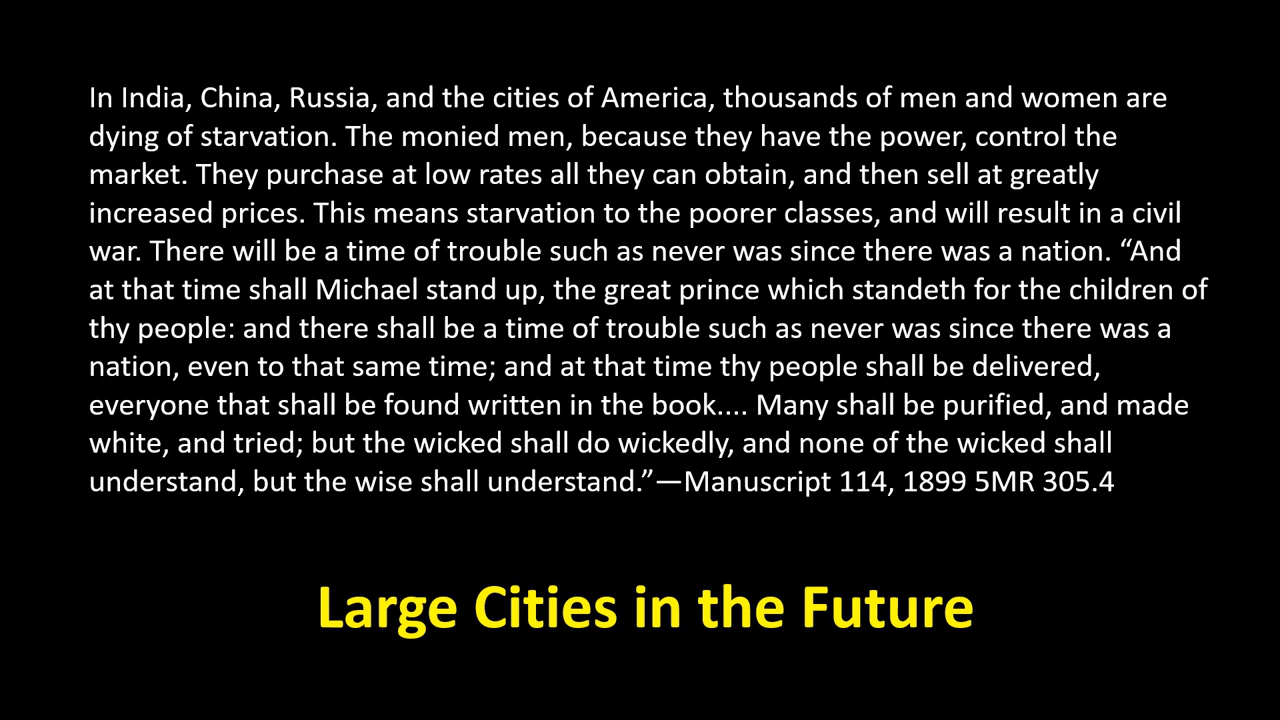 In India, China, Russia, and the cities of America, thousands of men and women are
dying of starvation. The monied men, because they have the power, control the
market. They purchase at low rates all they can obtain, and then sell at greatly
increased prices. This means starvation to the poorer classes, and will result in a civil
war. There will be a time of trouble such as never was since there was a nation. “And
at that time shall Michael stand up, the great prince which standeth for the children of
thy people: and there shall be a time of trouble such as never was since there was a
nation, even to that same time; and at that time thy people shall be delivered,
everyone that shall be found written in the book.... Many shall be purified, and made
white, and tried; but the wicked shall do wickedly, and none of the wicked shall
understand, but the wise shall understand.”—Manuscript 114, 1899 5MR 305.4
Large Cities in the Future